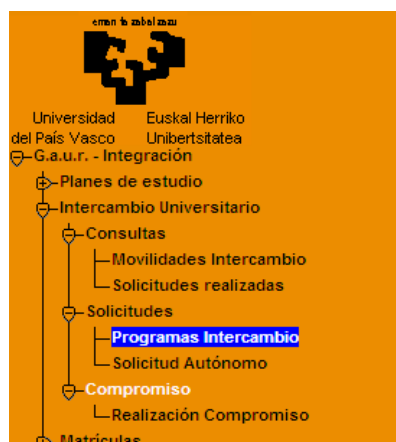 eman ta zabal zazu
Universidad Euskal Herriko
del País Vasco Unibertsitatea
G.a.u.r. - Integración
Planes de estudio
Intercambio Universitario
Consultas
Movilidades Intercambio
Solicitudes realizadas
Solicitudes
Programas Intercambio
Solicitud Autónomo
Compromiso
Realización Compromiso
Matrículas